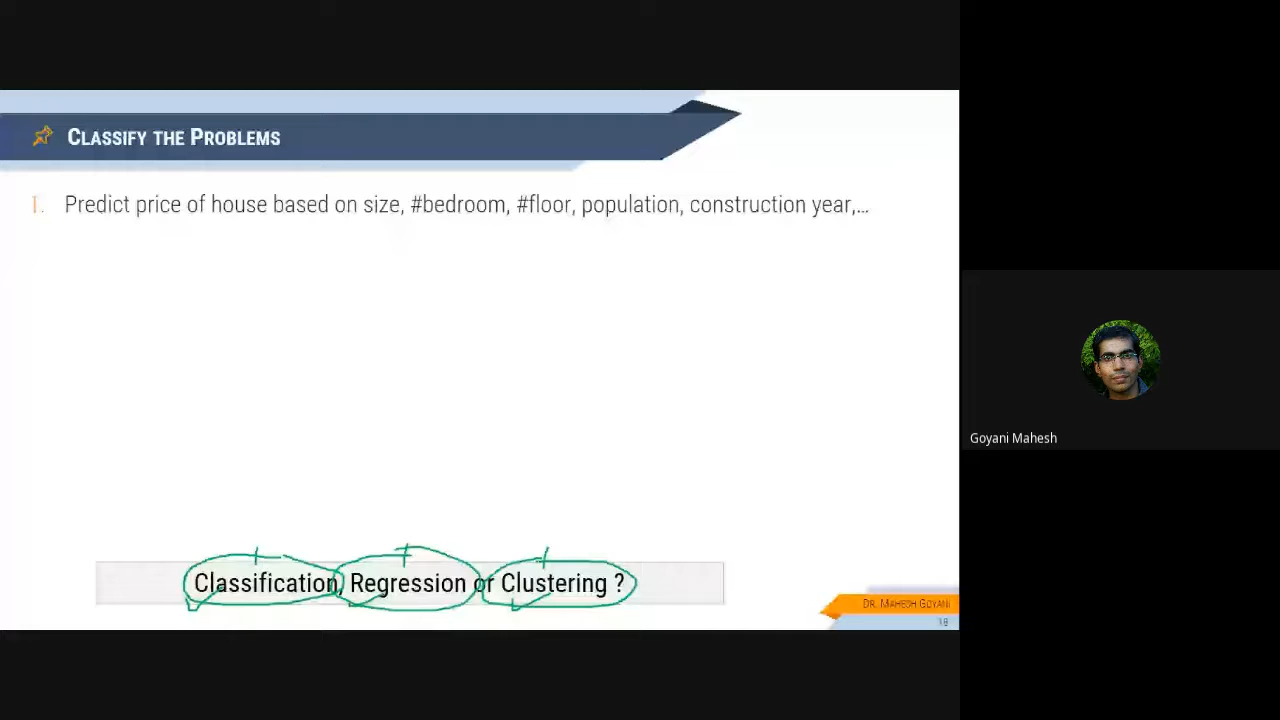 CLASSIFY THE PROBLEMS
1. Predict price of house based on size, #bedroom, #floor, population, construction year,...
Goyani Mahesh
Classification, Regression or Clustering ?
DR. MAHESH GOYANI
18